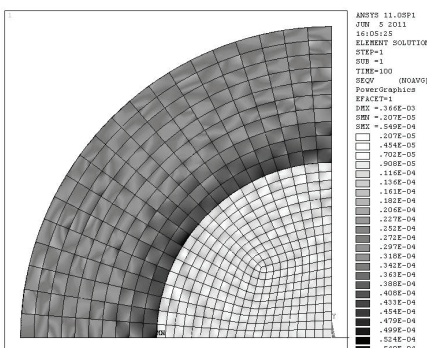 1
ANSYS 11.0SP1
JUN 5 2011
16:05:25
ELEMENT SOLUTION
STEP=1
SUB =1
TIME=100
SEQV (NOAVG)
PowerGraphics
EFACET=1
DMX =.366E-03
SMN =.207E-05
SMX =.549E-04
.207E-05
.454E-05
.702E-05
.908E-05
.116E-04
.136E-04
.161E-04
.182E-04
.206E-04
.227E-04
.252E-04
.272E-04
.297E-04
.318E-04
.342E-04
.363E-04
.388E-04
.408E-04
.433E-04
.454E-04
.479E-04
.499E-04
.524E-04
MN
Y